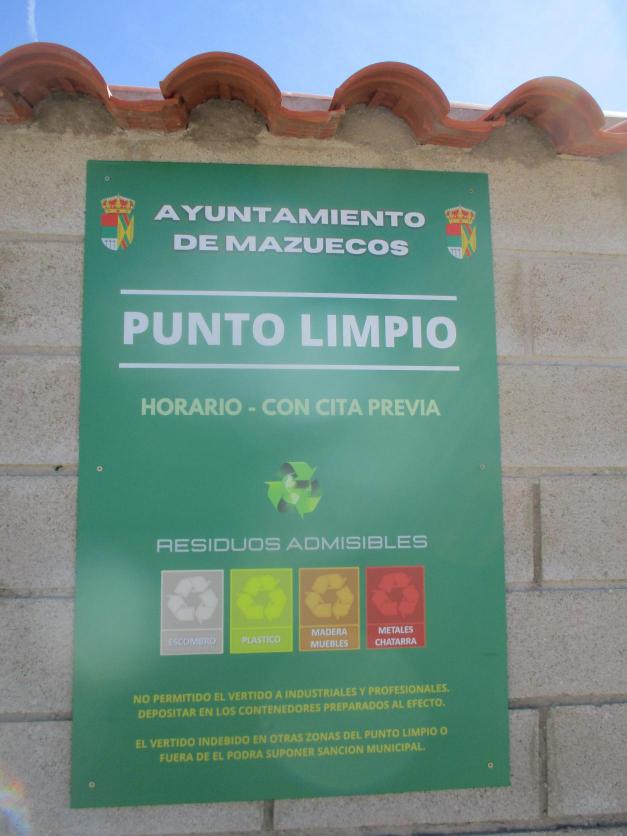 AYUNTAMIENTO
DE MAZUECOS
PUNTO LIMPIO
HORARIO - CON CITA PREVIA
RESIDUOS ADMISIBLES
ESCOMBRO
PLASTICO
MADERA
MUEBLES
METALES
CHATARRA
NO PERMITIDO EL VERTIDO A INDUSTRIALES Y PROFESIONALES.
DEPOSITAR EN LOS CONTENEDORES PREPARADOS AL EFECTO.
EL VERTIDO INDEBIDO EN OTRAS ZONAS DEL PUNTO LIMPIO O
FUERA DE EL PODRA SUPONER SANCION MUNICIPAL.